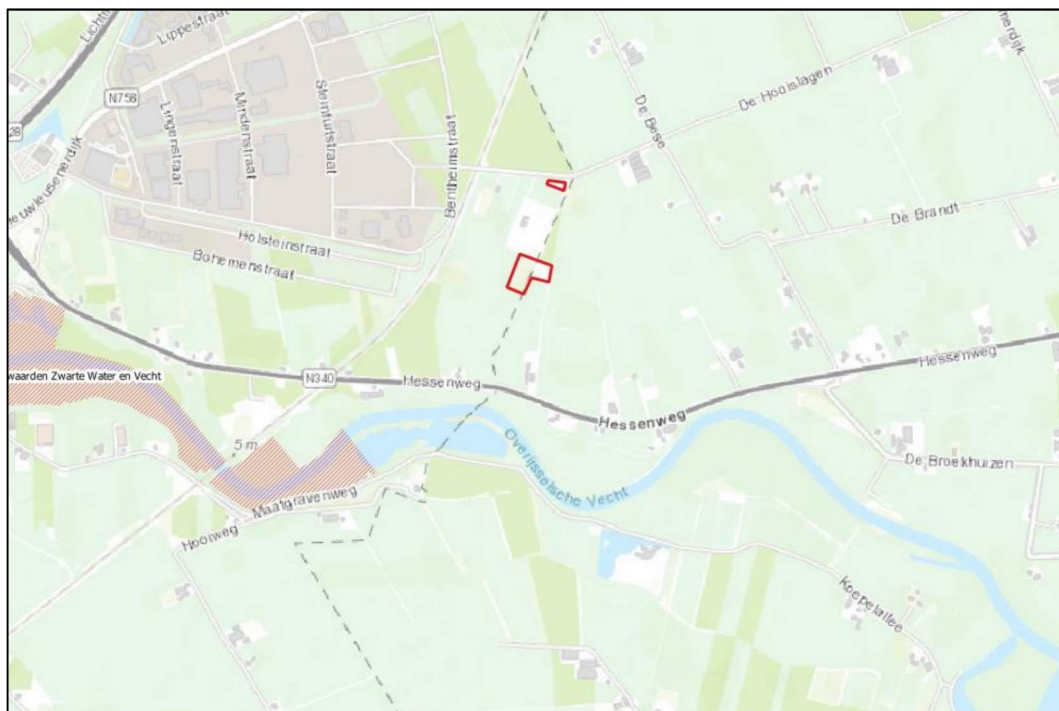 Lippestraat
N758
Lingenstraat
Mindenstraat
Steinfurtstraat
Bentheimstraat
De Bese
De Hooislagen
De Brandt
28
Holsteinstraat
Bohemenstraat
waarden Zwarte Water en Vecht
N340
Hessenweg
Hessenweg
Hessenweg
5 m
Overijsselsche Vecht
De Broekhuizen
Maatgravenweg
Hooiweg
Koepelallee